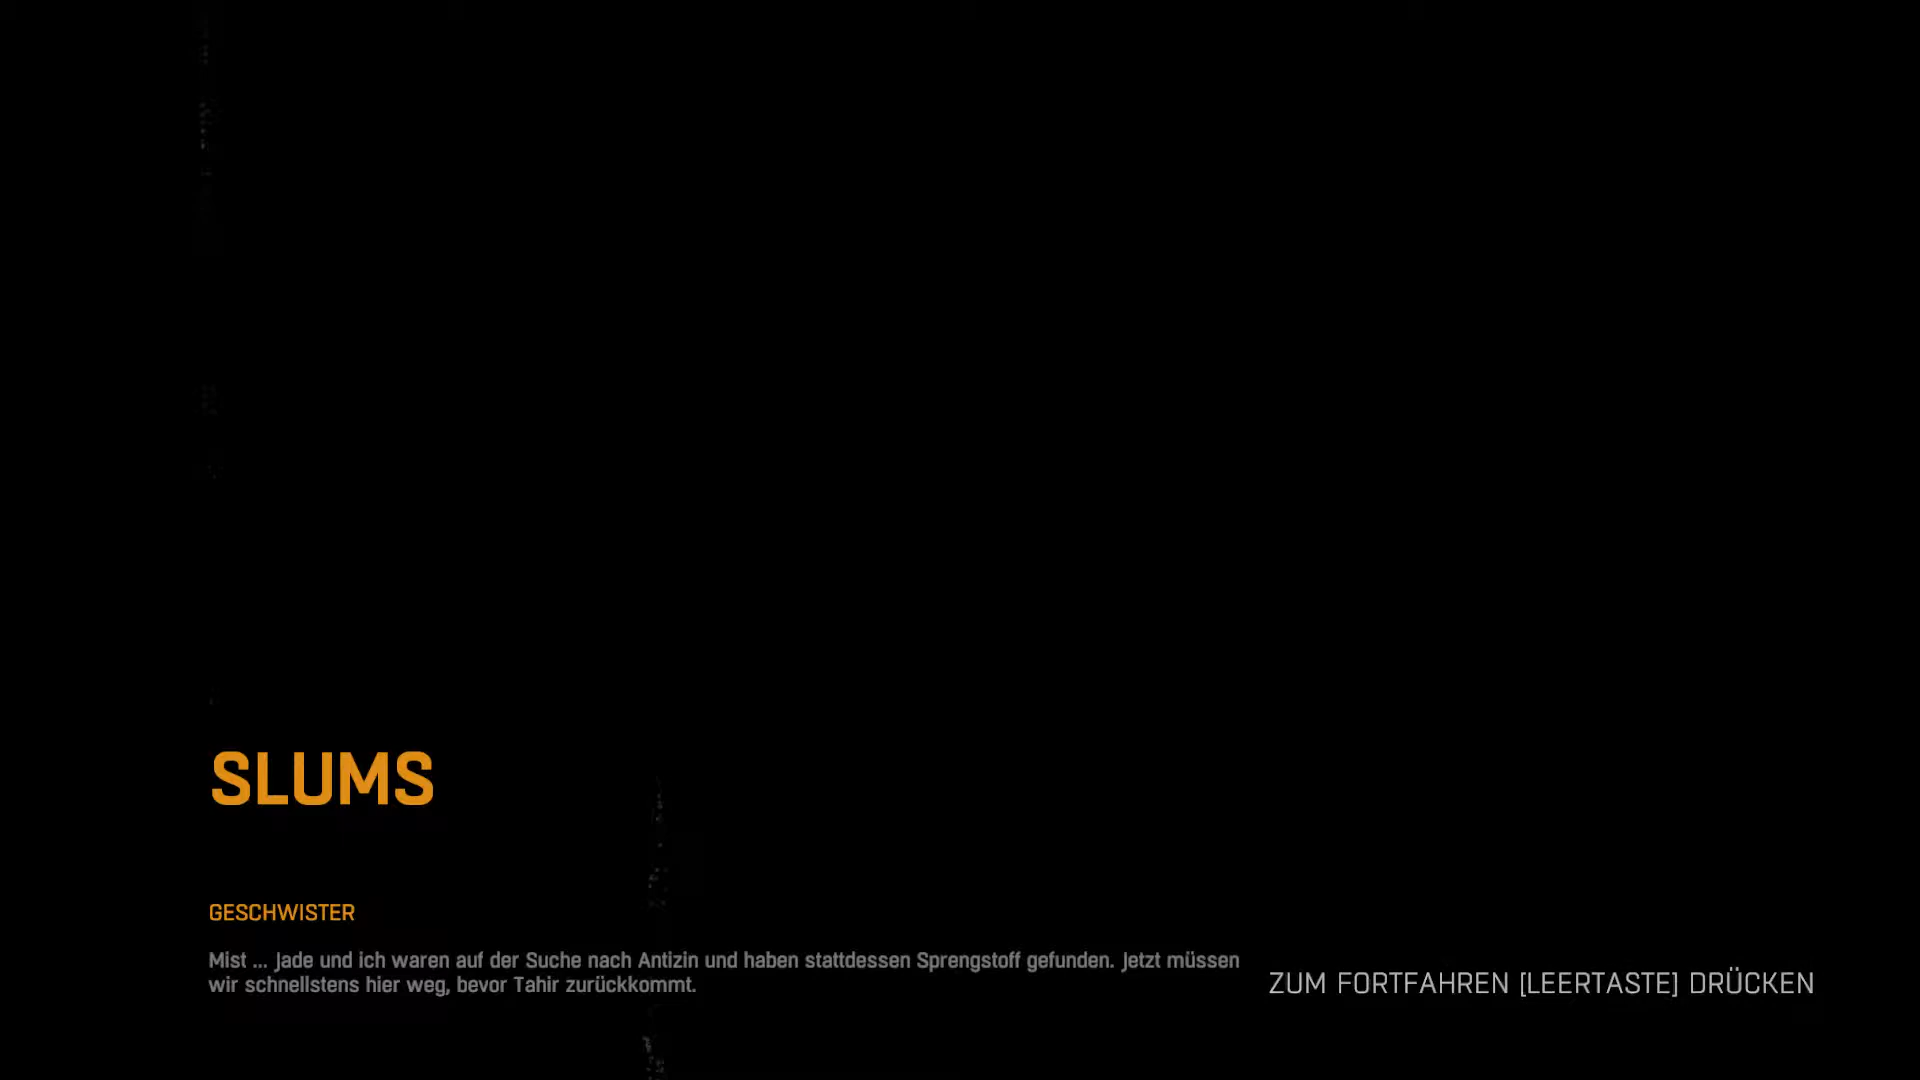 SLUMS
GESCHWISTER
Mist ... Jade und ich waren auf der Suche nach Antizin und haben stattdessen Sprengstoff gefunden. Jetzt müssen
wir schnellstens hier weg, bevor Tahir zurückkommt.
ZUM FORTFAHREN [LEERTASTE] DRÜCKEN